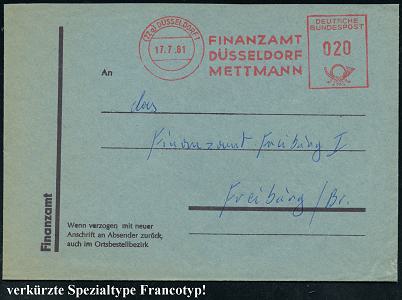 (22a) DÜSSELDORF 1
17.7.61
FINANZAMT
DÜSSELDORF
METTMANN
DEUTSCHE
BUNDESPOST
020
An
das
Finanzamt Freiburg I
Freiburg/Br.
Finanzamt
Wenn verzogen mit neuer
Anschrift an Absender zurück,
auch im Ortsbestellbezirk
verkürzte Spezialtype Francotyp!